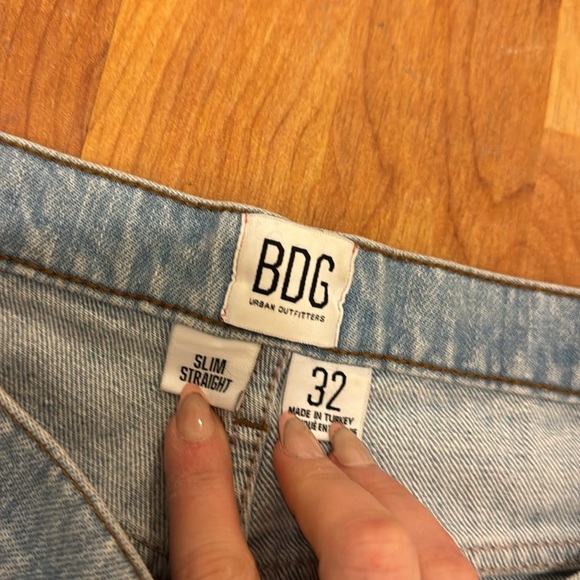 BDG
URBAN OUTFITTERS
SLIM
STRAIGHT
32
MADE IN TURKEY